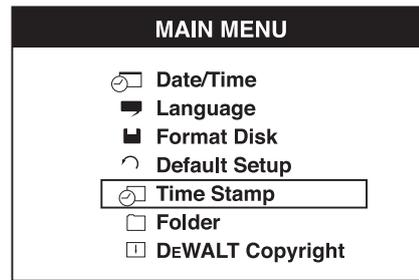 MAIN MENU
Date/Time
Language
Format Disk
Default Setup
Time Stamp
Folder
DEWALT Copyright